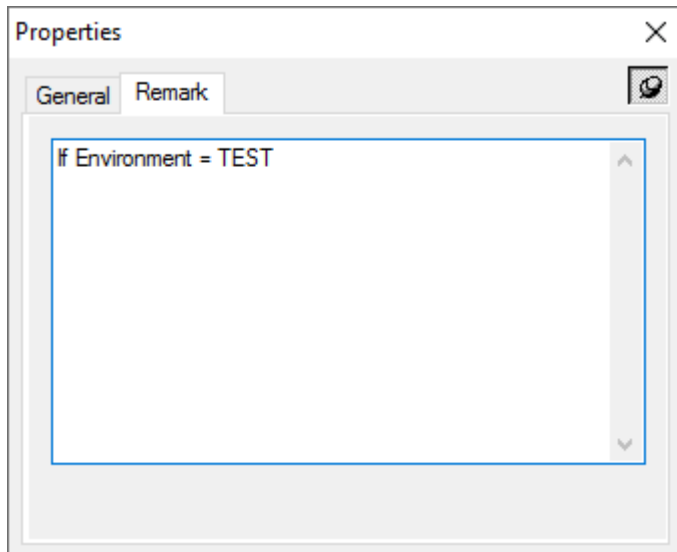 Properties
General
Remark
If Environment = TEST